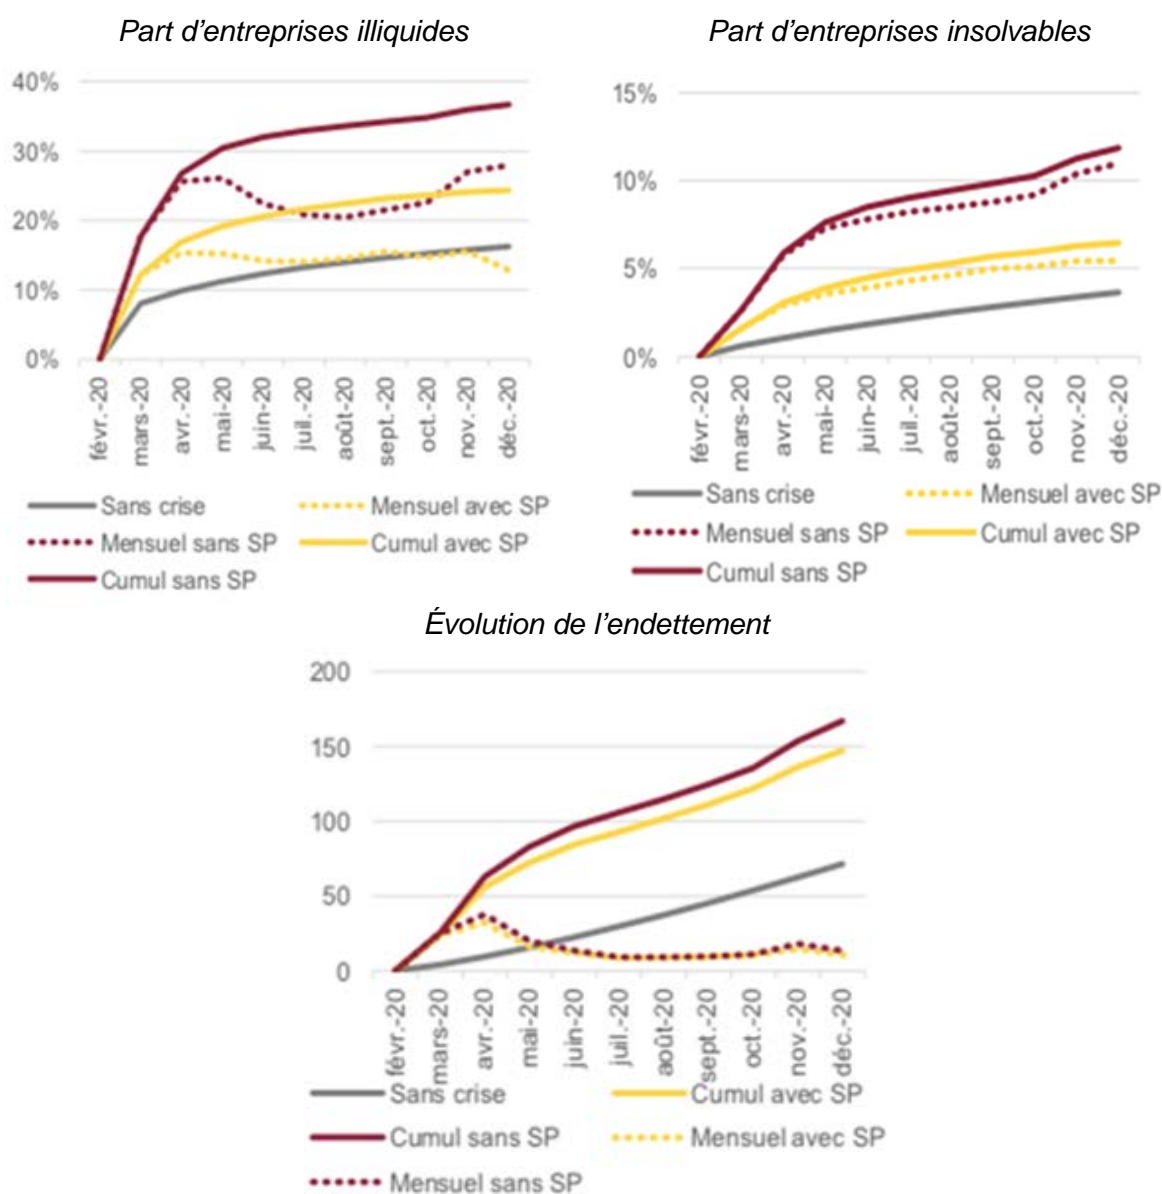 Part d'entreprises illiquides
40%
30%
20%
10%
0%
févr.-20
mars-20
avr.-20
mai-20
juin-20
juil.-20
août-20
sept.-20
oct.-20
nov.-20
déc.-20
Sans crise
Mensuel avec SP
Mensuel sans SP
Cumul avec SP
Cumul sans SP
Part d'entreprises insolvables
15%
10%
5%
0%
févr.-20
mars-20
avr.-20
mai-20
juin-20
juil.-20
août-20
sept.-20
oct.-20
nov.-20
déc.-20
Sans crise
Mensuel avec SP
Mensuel sans SP
Cumul avec SP
Cumul sans SP
Évolution de l'endettement
200
150
100
50
0
févr.-20
mars-20
avr.-20
mai-20
juin-20
juil.-20
août-20
sept.-20
oct.-20
nov.-20
déc.-20
Sans crise
Cumul avec SP
Cumul sans SP
Mensuel avec SP
Mensuel sans SP